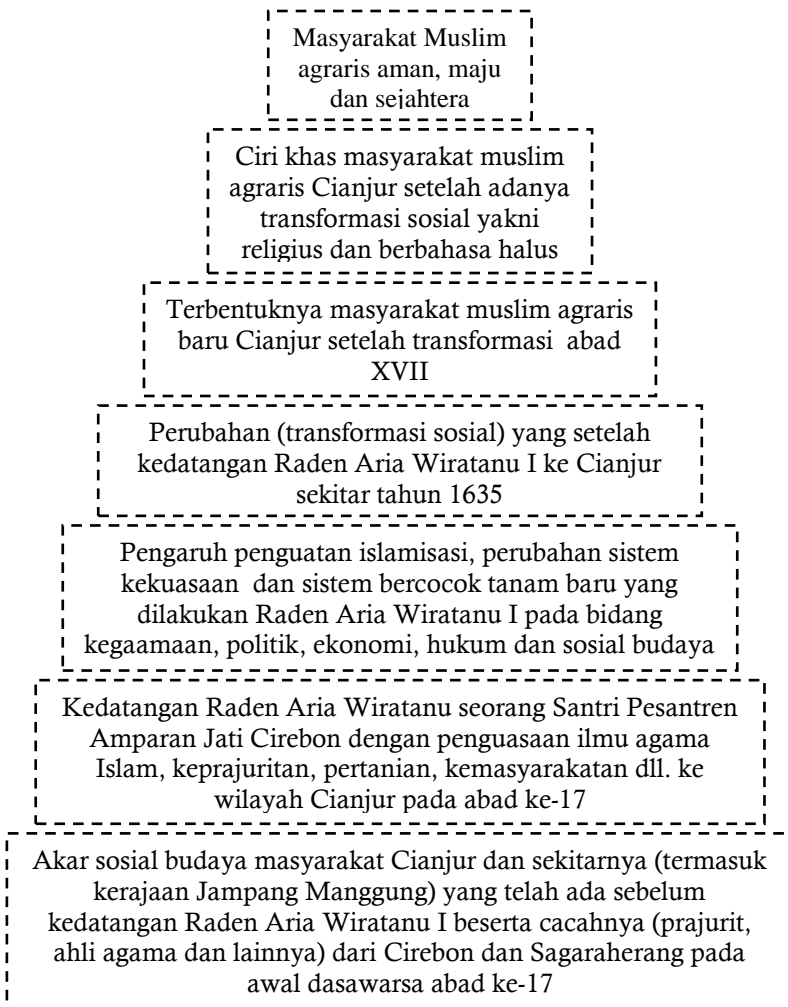 Masyarakat Muslim
agraris aman, maju
dan sejahtera
Ciri khas masyarakat muslim
agraris Cianjur setelah adanya
transformasi sosial yakni
religius dan berbahasa halus
Terbentuknya masyarakat muslim agraris
baru Cianjur setelah transformasi abad
XVII
Perubahan (transformasi sosial) yang setelah
kedatangan Raden Aria Wiratanu I ke Cianjur
sekitar tahun 1635
Pengaruh penguatan islamisasi, perubahan sistem
kekuasaan dan sistem bercocok tanam baru yang
dilakukan Raden Aria Wiratanu I pada bidang
kegaamaan, politik, ekonomi, hukum dan sosial budaya
Kedatangan Raden Aria Wiratanu seorang Santri Pesantren
Amparan Jati Cirebon dengan penguasaan ilmu agama
Islam, keprajuritan, pertanian, kemasyarakatan dll. ke
wilayah Cianjur pada abad ke-17
Akar sosial budaya masyarakat Cianjur dan sekitarnya (termasuk
kerajaan Jampang Manggung) yang telah ada sebelum
kedatangan Raden Aria Wiratanu I beserta cacahnya (prajurit,
ahli agama dan lainnya) dari Cirebon dan Sagaraherang pada
awal dasawarsa abad ke-17